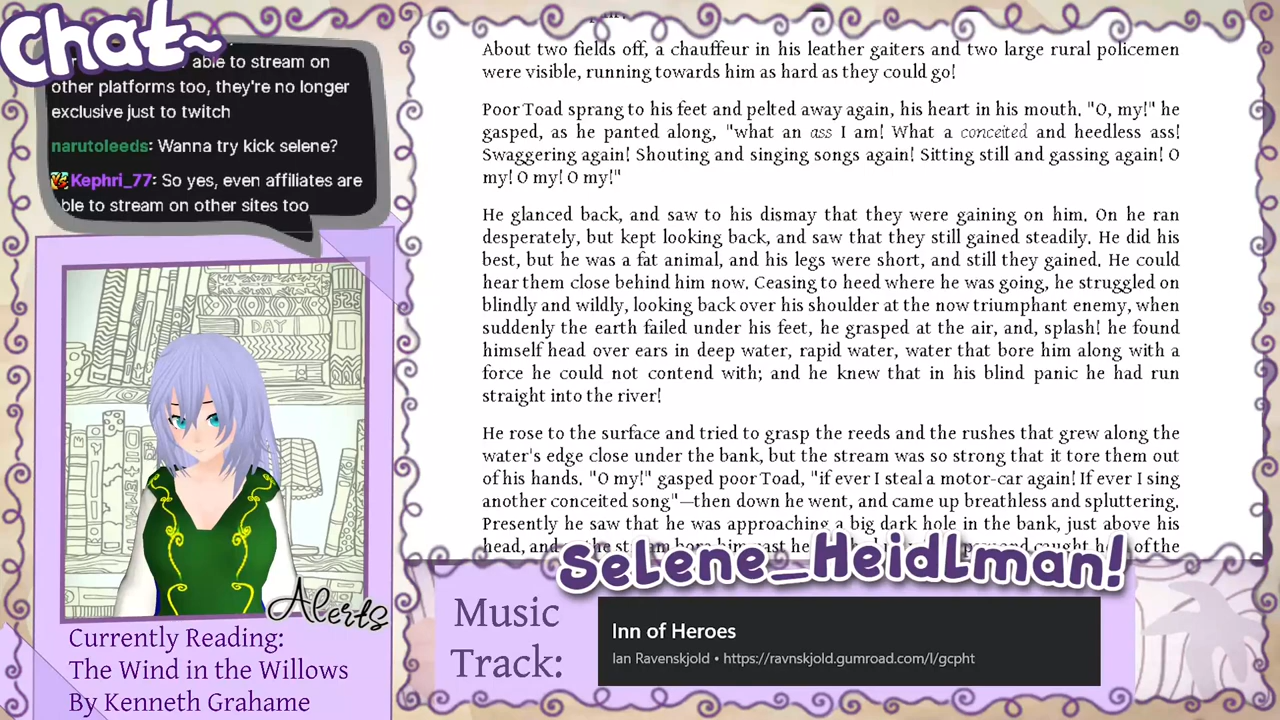 Chat~
able to stream on
other platforms too, they're no longer
exclusive just to twitch
narutoleeds: Wanna try kick selene?
Kephri_77: So yes, even affiliates are
able to stream on other sites too
DAY
Alerts
Currently Reading:
The Wind in the Willows
By Kenneth Grahame
About two fields off, a chauffeur in his leather gaiters and two large rural policemen
were visible, running towards him as hard as they could go!
Poor Toad sprang to his feet and pelted away again, his heart in his mouth. "O, my!" he
gasped, as he panted along, "what an ass I am! What a conceited and heedless ass!
Swaggering again! Shouting and singing songs again! Sitting still and gassing again! O
my! O my! O my!"
He glanced back, and saw to his dismay that they were gaining on him. On he ran
desperately, but kept looking back, and saw that they still gained steadily. He did his
best, but he was a fat animal, and his legs were short, and still they gained. He could
hear them close behind him now. Ceasing to heed where he was going, he struggled on
blindly and wildly, looking back over his shoulder at the now triumphant enemy, when
suddenly the earth failed under his feet, he grasped at the air, and, splash! he found
himself head over ears in deep water, rapid water, water that bore him along with a
force he could not contend with; and he knew that in his blind panic he had run
straight into the river!
He rose to the surface and tried to grasp the reeds and the rushes that grew along the
water's edge close under the bank, but the stream was so strong that it tore them out
of his hands. "O my!" gasped poor Toad, "if ever I steal a motor-car again! If ever I sing
another conceited song"—then down he went, and came up breathless and spluttering.
Presently he saw that he was approaching a big dark hole in the bank, just above his
head, and the stream bore him past he caught of the
Selene_Heidlman!
Music
Track:
Inn of Heroes
Ian Ravenskjold • https://ravnskjold.gumroad.com/l/gcpht